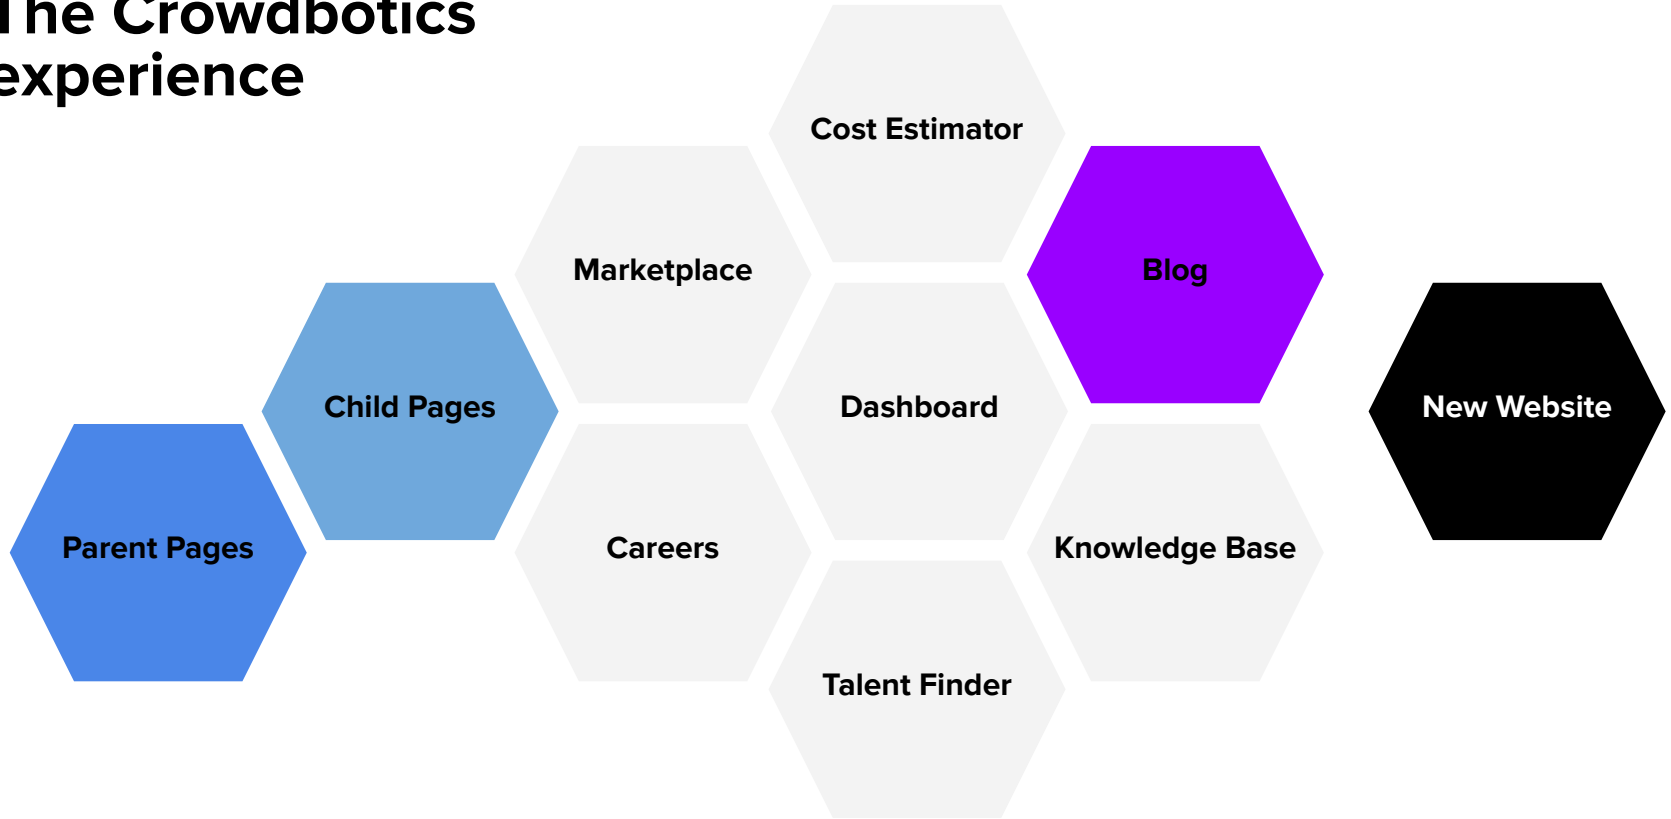 The Crowdbotics
experience
Cost Estimator
Marketplace
Blog
Child Pages
Dashboard
New Website
Parent Pages
Careers
Knowledge Base
Talent Finder